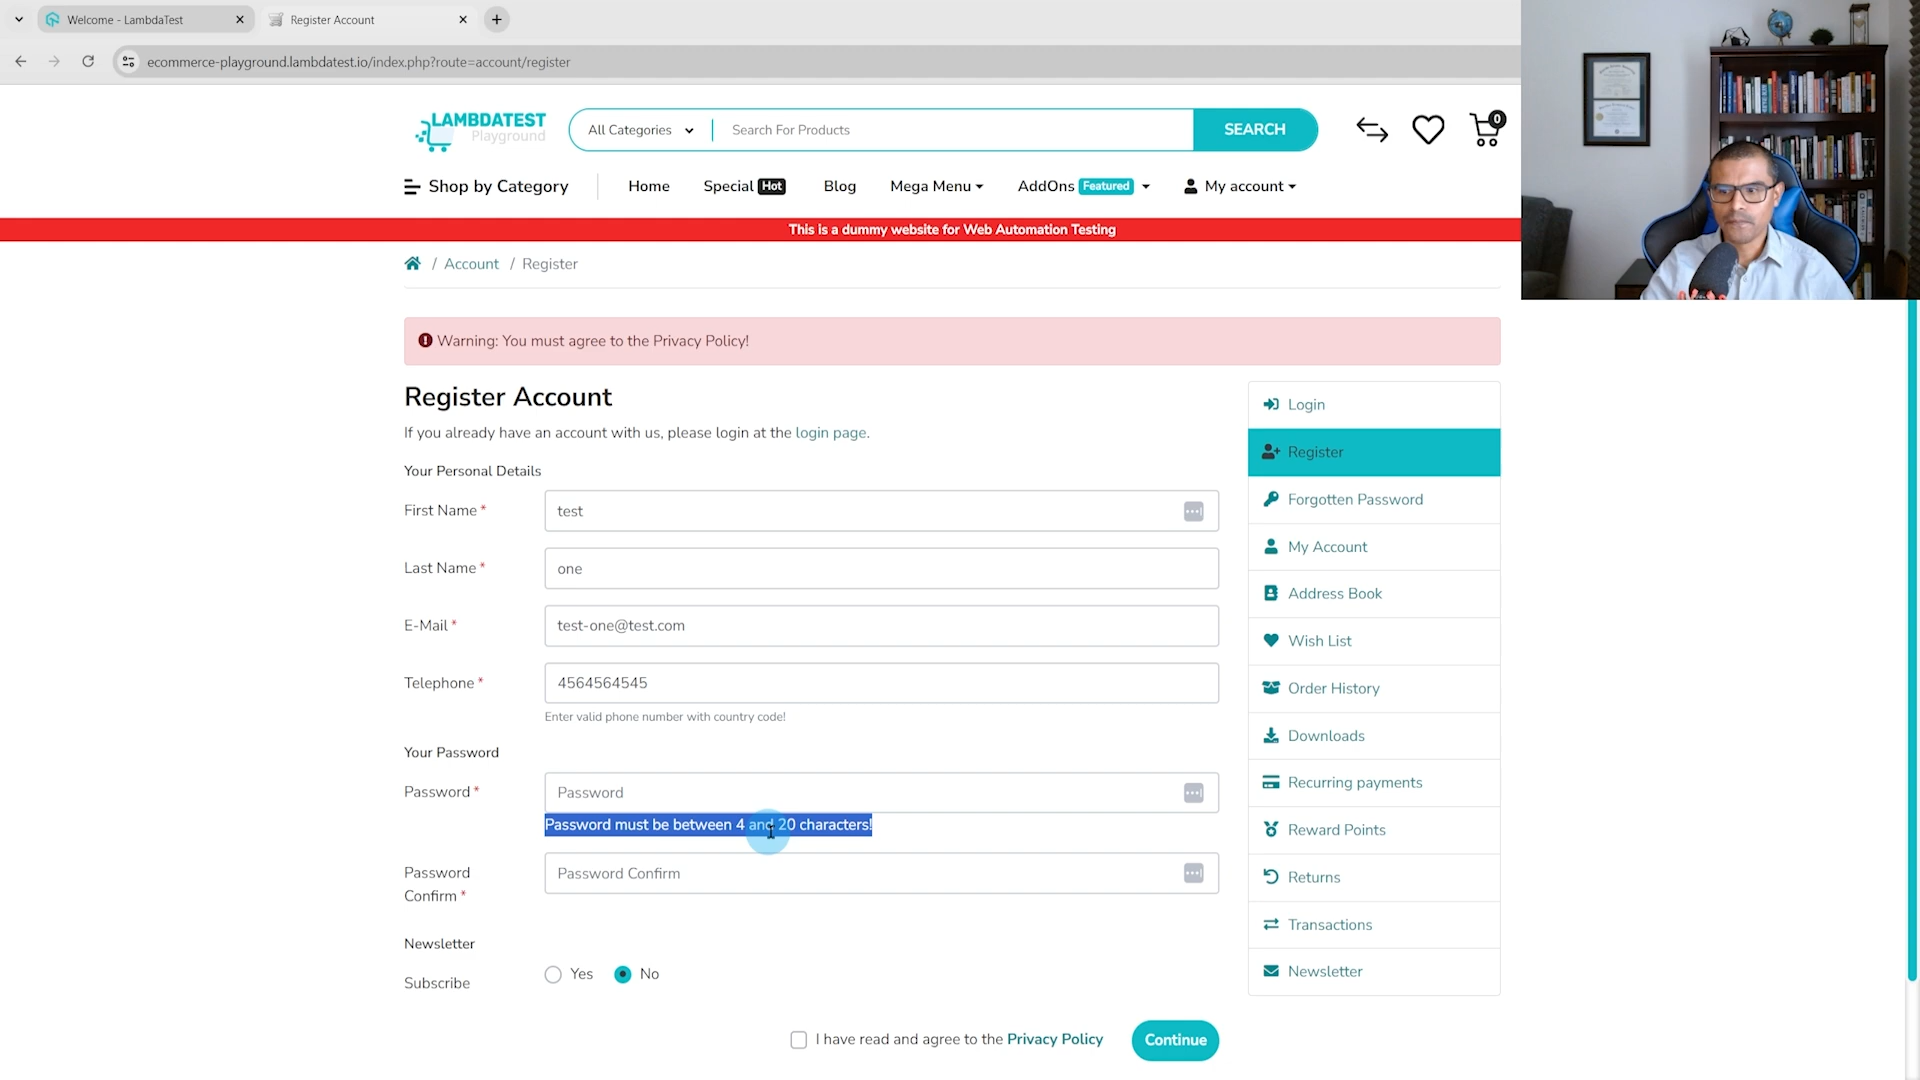 Welcome - LambdaTest
Register Account
ecommerce-playground.lambdatest.io/index.php?route=account/register
LAMBDATEST
Playground
All Categories
Search For Products
SEARCH
0
Shop by Category
Home
Special Hot
Blog
Mega Menu
AddOns Featured
My account
This is a dummy website for Web Automation Testing
/ Account / Register
Warning: You must agree to the Privacy Policy!
Register Account
If you already have an account with us, please login at the login page.
Your Personal Details
First Name *
test
Last Name *
one
E-Mail *
test-one@test.com
Telephone *
4564564545
Enter valid phone number with country code!
Your Password
Password *
Password
Password must be between 4 and 20 characters!
Password
Confirm *
Password Confirm
Newsletter
Subscribe
Yes
No
I have read and agree to the Privacy Policy
Continue
Login
Register
Forgotten Password
My Account
Address Book
Wish List
Order History
Downloads
Recurring payments
Reward Points
Returns
Transactions
Newsletter